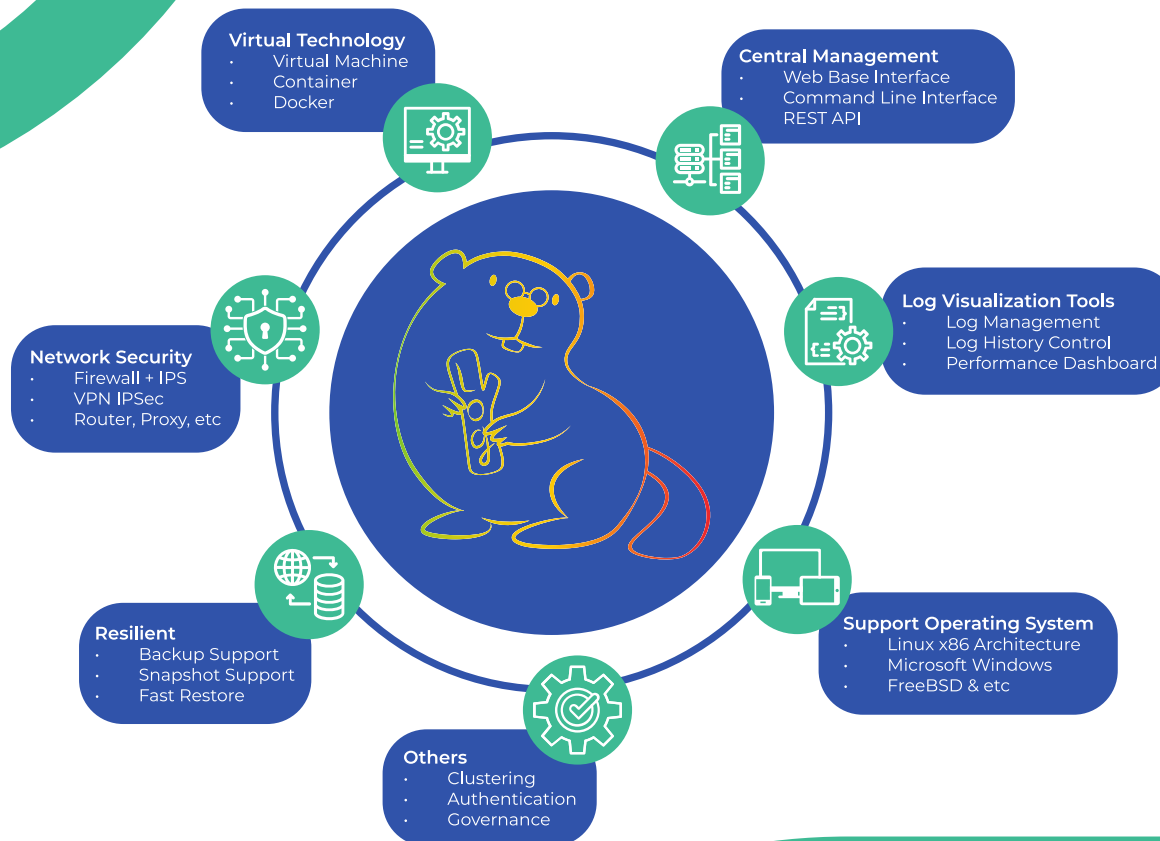 Virtual Technology
· Virtual Machine
· Container
· Docker
Central Management
· Web Base Interface
· Command Line Interface
REST API
Log Visualization Tools
· Log Management
· Log History Control
· Performance Dashboard
Network Security
· Firewall + IPS
· VPN IPSec
· Router, Proxy, etc
Resilient
· Backup Support
· Snapshot Support
· Fast Restore
Support Operating System
· Linux x86 Architecture
· Microsoft Windows
· FreeBSD & etc
Others
· Clustering
· Authentication
· Governance